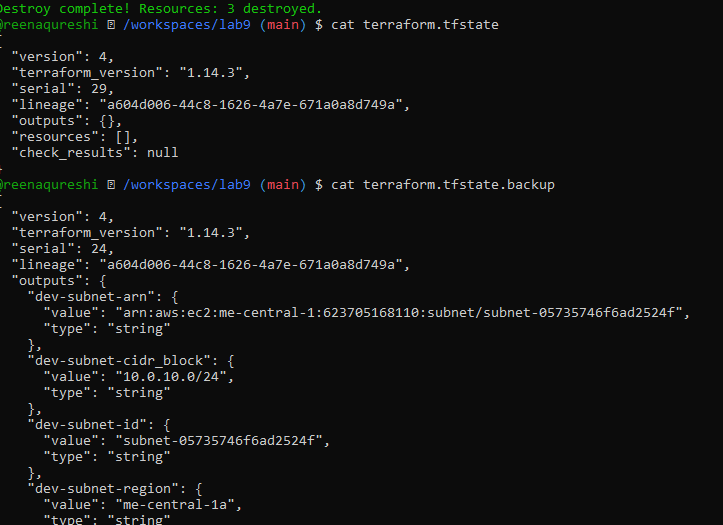 Destroy complete! Resources: 3 destroyed.
@reenaqureshi /workspaces/lab9 (main) $ cat terraform.tfstate
{
  "version": 4,
  "terraform_version": "1.14.3",
  "serial": 29,
  "lineage": "a604d006-44c8-1626-4a7e-671a0a8d749a",
  "outputs": {},
  "resources": [],
  "check_results": null
}
@reenaqureshi /workspaces/lab9 (main) $ cat terraform.tfstate.backup
{
  "version": 4,
  "terraform_version": "1.14.3",
  "serial": 24,
  "lineage": "a604d006-44c8-1626-4a7e-671a0a8d749a",
  "outputs": {
    "dev-subnet-arn": {
      "value": "arn:aws:ec2:me-central-1:623705168110:subnet/subnet-05735746f6ad2524f",
      "type": "string"
    },
    "dev-subnet-cidr_block": {
      "value": "10.0.10.0/24",
      "type": "string"
    },
    "dev-subnet-id": {
      "value": "subnet-05735746f6ad2524f",
      "type": "string"
    },
    "dev-subnet-region": {
      "value": "me-central-1a",
      "type": "string"